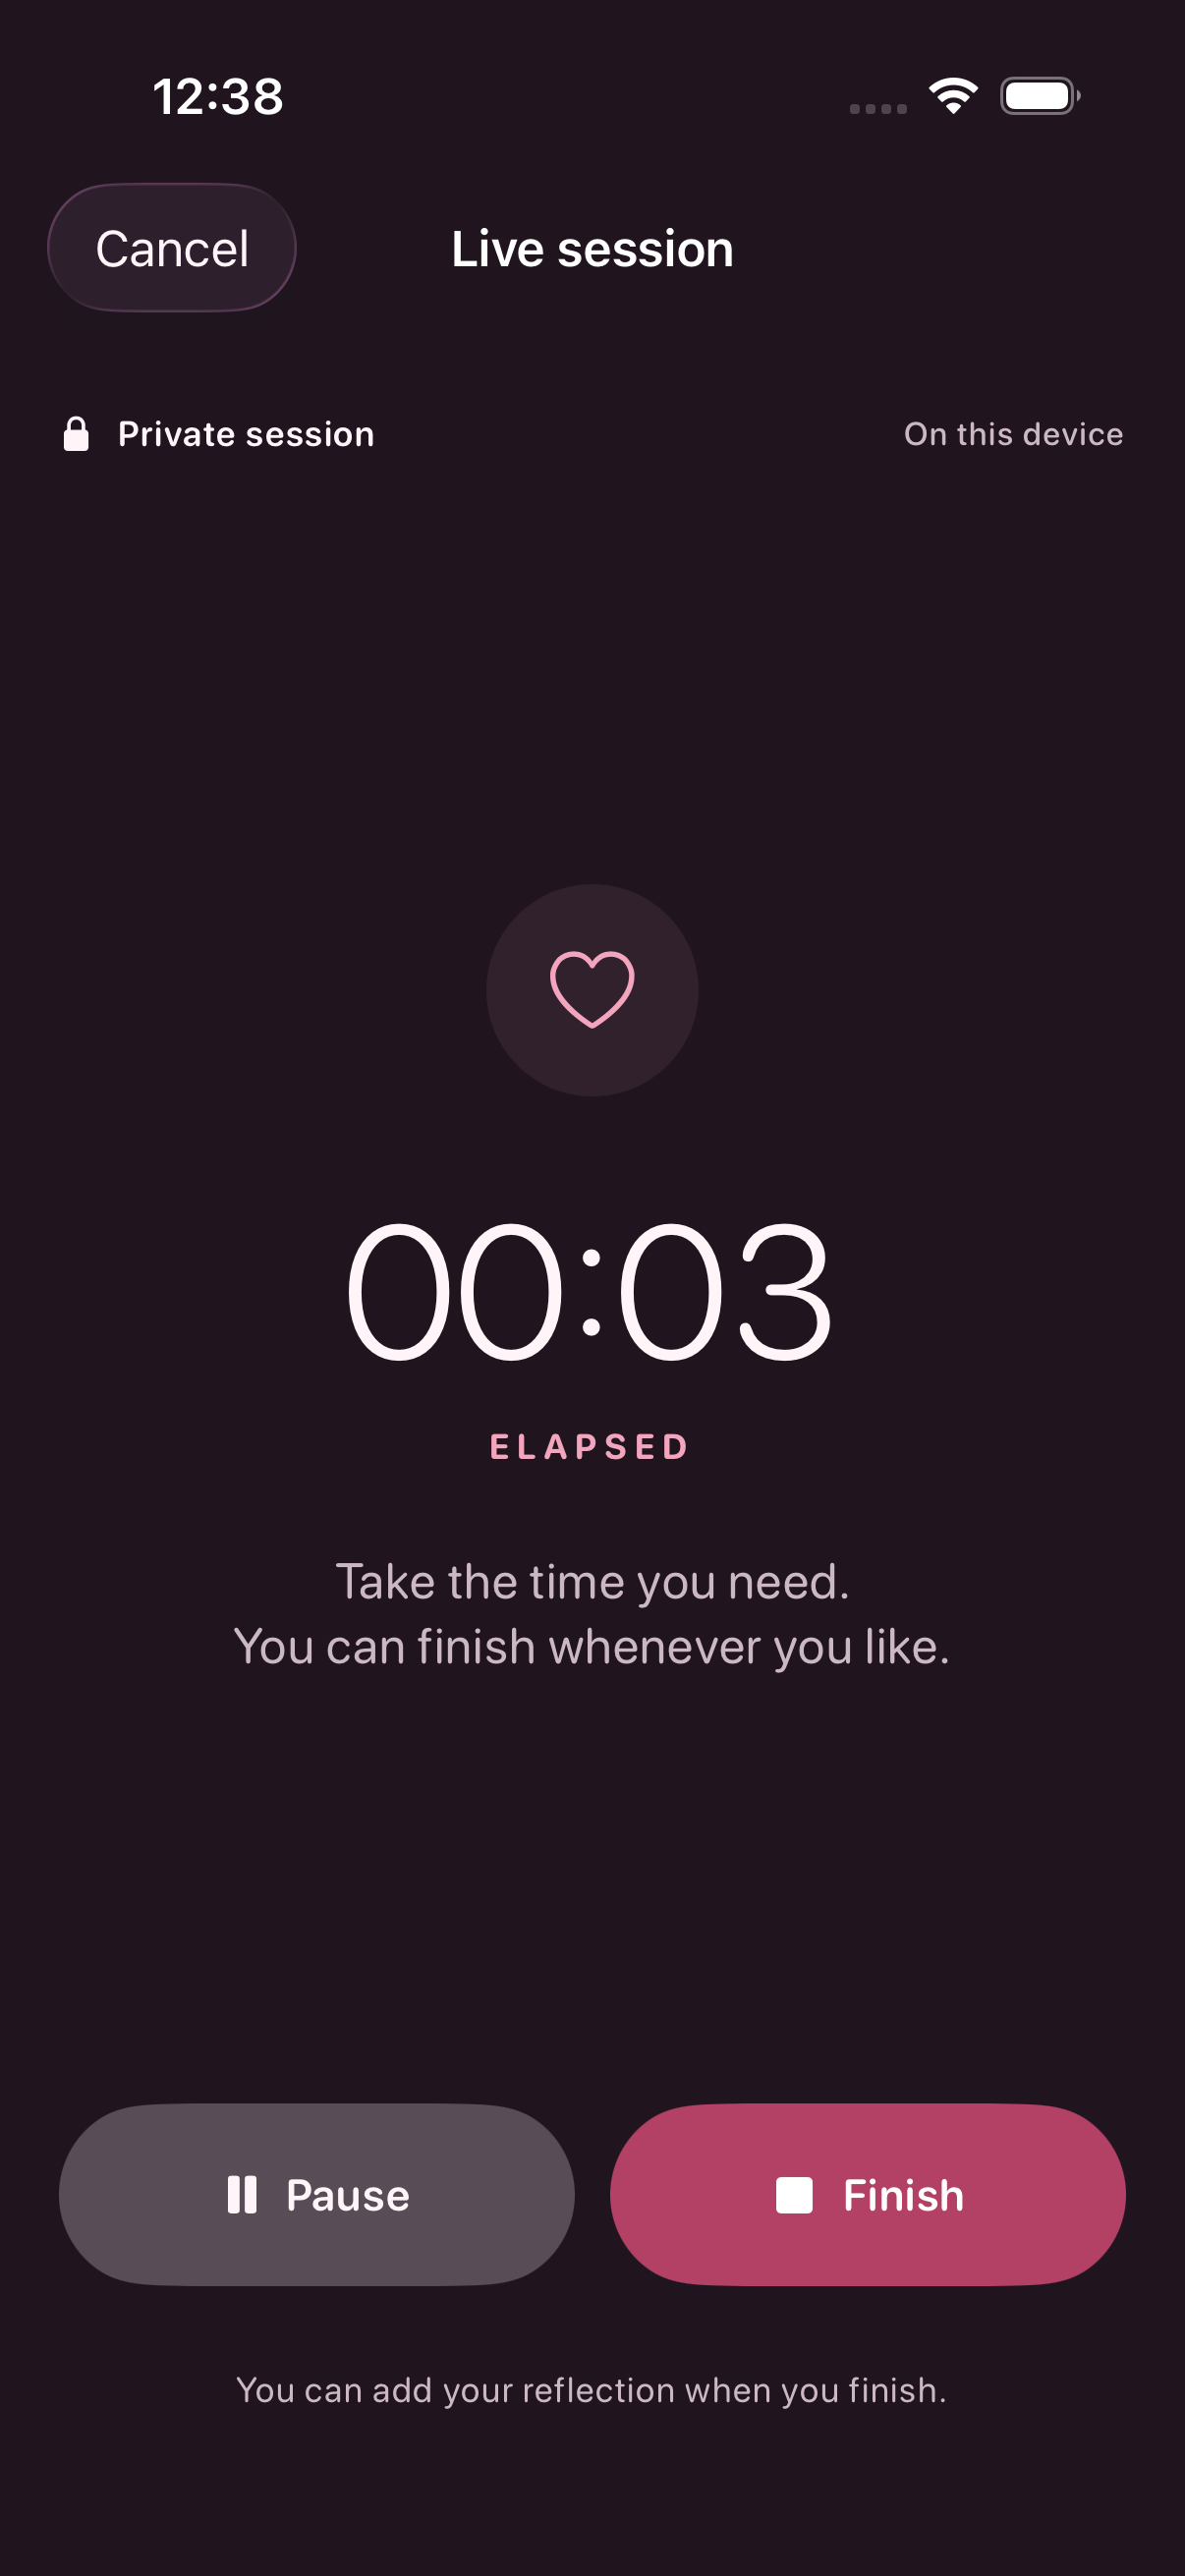 12:38
Cancel
Live session
Private session
On this device
00:03
ELAPSED
Take the time you need.
You can finish whenever you like.
Pause
Finish
You can add your reflection when you finish.